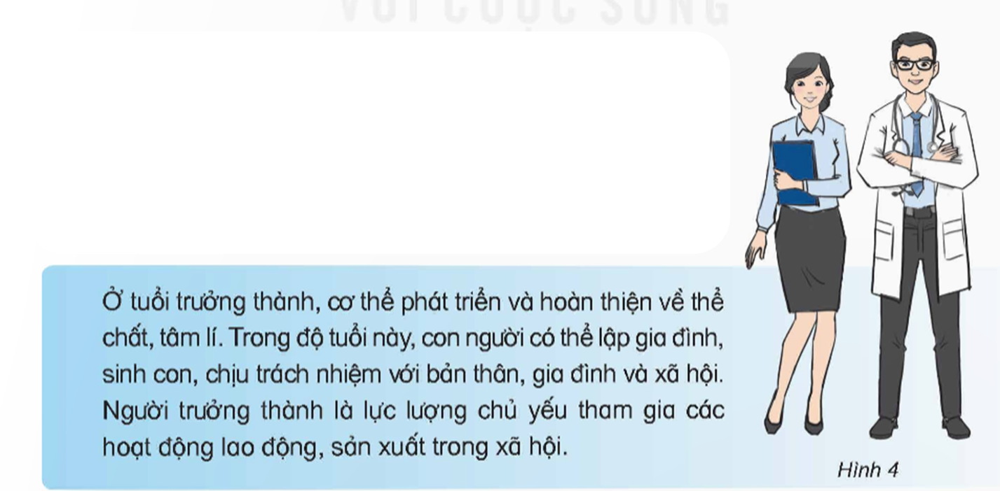 VỚI CUỘC SỐNG
Ở tuổi trưởng thành, cơ thể phát triển và hoàn thiện về thể
chất, tâm lí. Trong độ tuổi này, con người có thể lập gia đình,
sinh con, chịu trách nhiệm với bản thân, gia đình và xã hội.
Người trưởng thành là lực lượng chủ yếu tham gia các
hoạt động lao động, sản xuất trong xã hội.
Hình 4